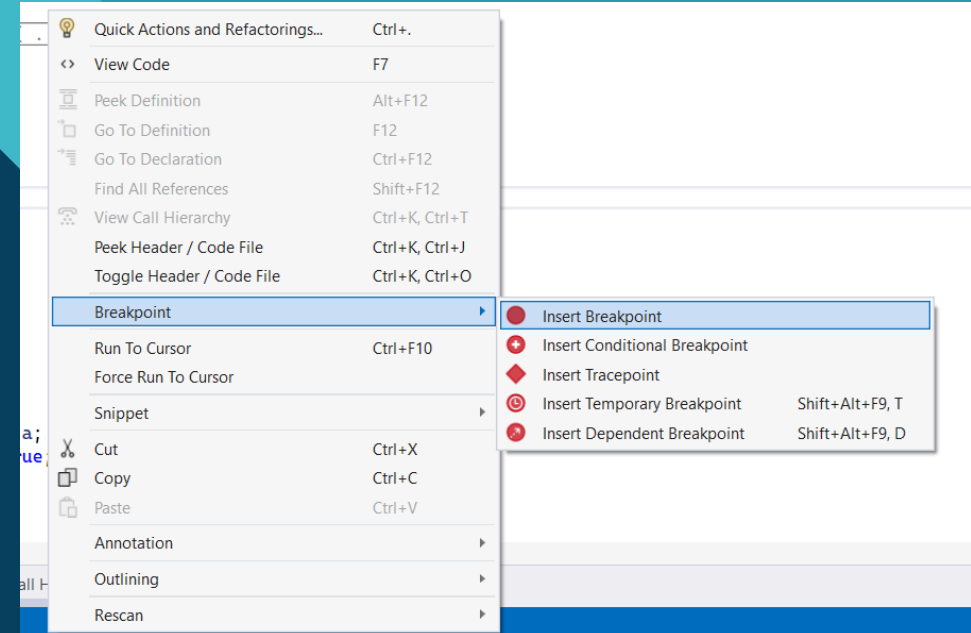 Quick Actions and Refactorings... Ctrl+.
View Code F7
Peek Definition Alt+F12
Go To Definition F12
Go To Declaration Ctrl+F12
Find All References Shift+F12
View Call Hierarchy Ctrl+K, Ctrl+T
Peek Header / Code File Ctrl+K, Ctrl+J
Toggle Header / Code File Ctrl+K, Ctrl+O
Breakpoint
Insert Breakpoint
Insert Conditional Breakpoint
Insert Tracepoint
Insert Temporary Breakpoint Shift+Alt+F9, T
Insert Dependent Breakpoint Shift+Alt+F9, D
Run To Cursor Ctrl+F10
Force Run To Cursor
Snippet
a;
Cut Ctrl+X
Copy Ctrl+C
Paste Ctrl+V
Annotation
Outlining
Rescan